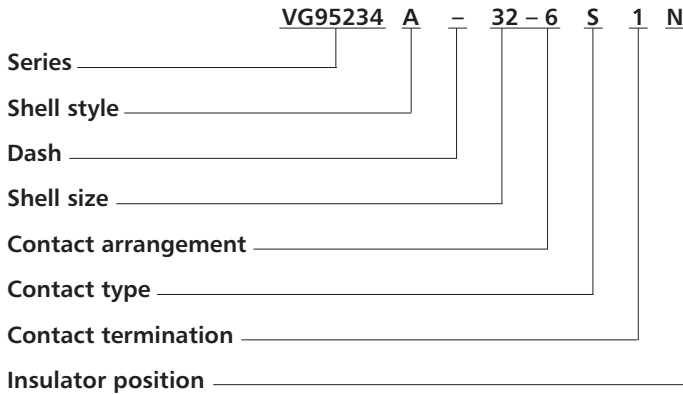 VG95234 A – 32 – 6 S 1 N
Series
Shell style
Dash
Shell size
Contact arrangement
Contact type
Contact termination
Insulator position